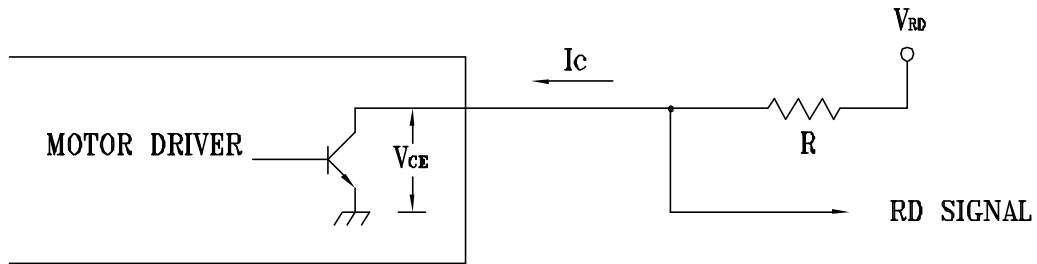 VRD
Ic
R
MOTOR DRIVER
VCE
RD SIGNAL